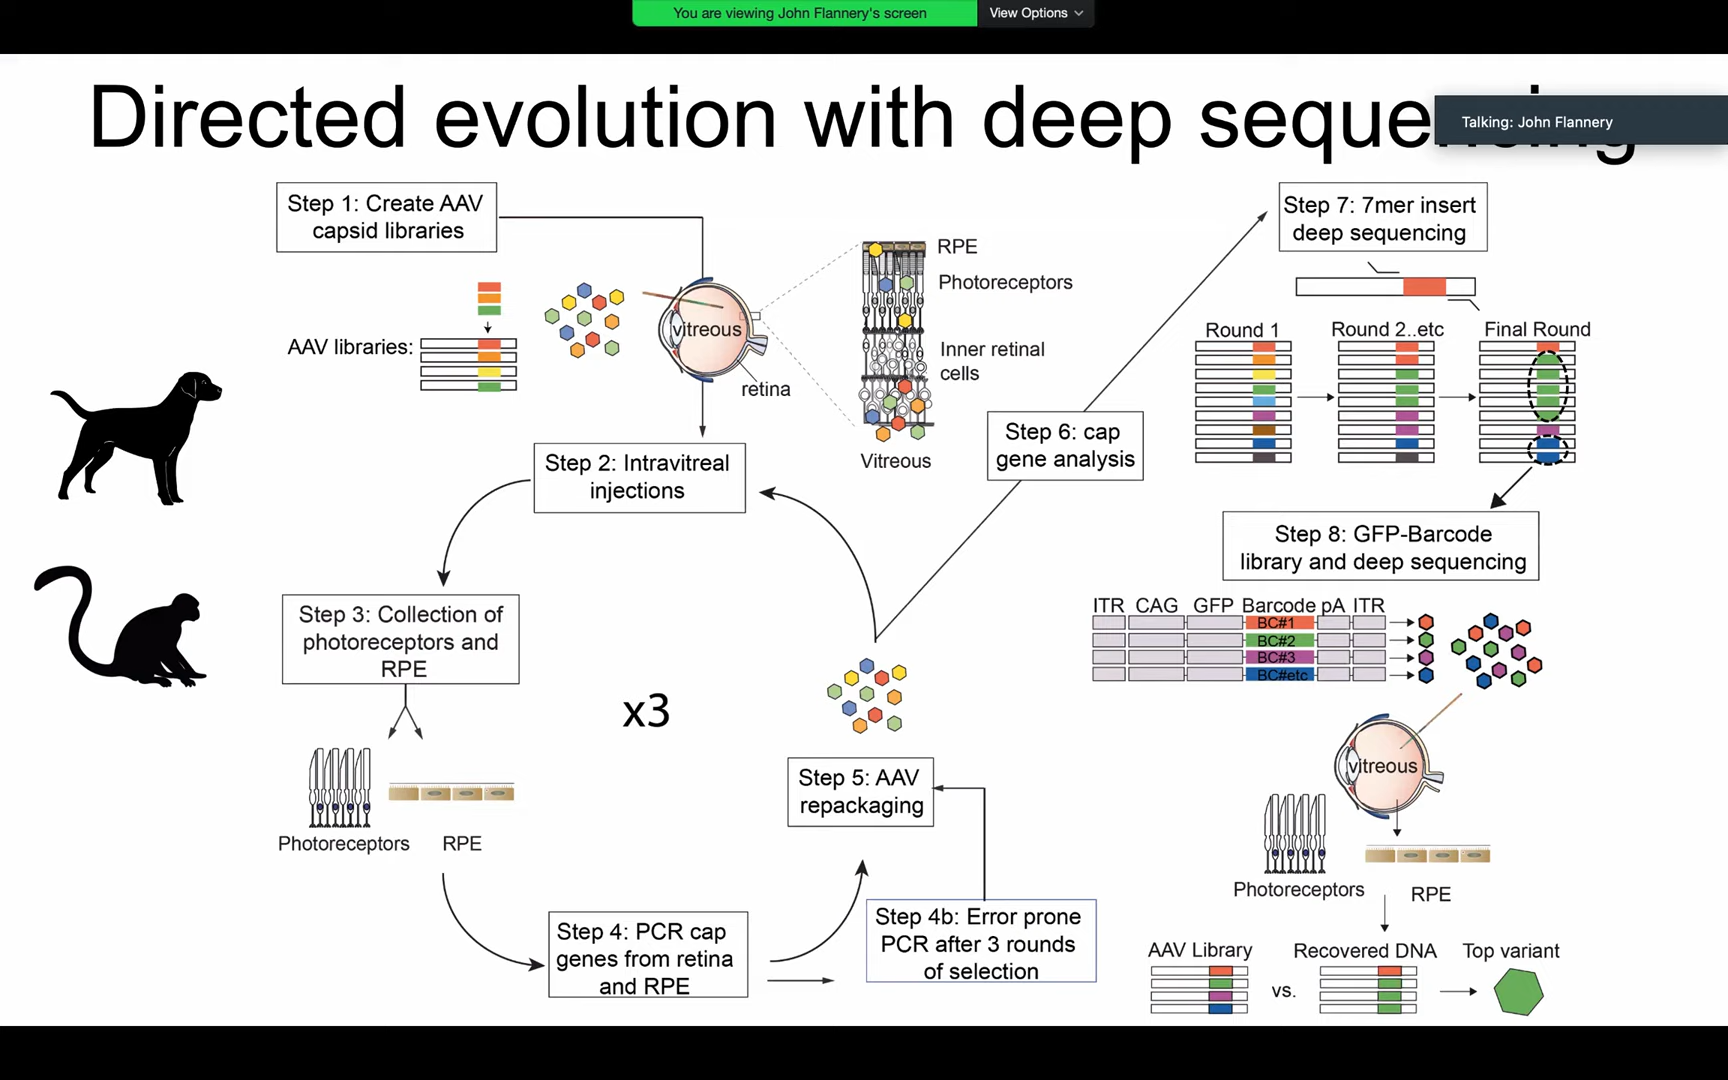 You are viewing John Flannery's screen
View Options
Directed evolution with deep sequencing
Talking: John Flannery
Step 1: Create AAV
capsid libraries
AAV libraries:
vitreous
retina
RPE
Photoreceptors
Inner retinal
cells
Vitreous
Step 2: Intravitreal
injections
Step 3: Collection of
photoreceptors and
RPE
Photoreceptors
RPE
x3
Step 4: PCR cap
genes from retina
and RPE
Step 4b: Error prone
PCR after 3 rounds
of selection
Step 5: AAV
repackaging
Step 6: cap
gene analysis
Step 7: 7mer insert
deep sequencing
Round 1
Round 2..etc
Final Round
Step 8: GFP-Barcode
library and deep sequencing
ITR CAG GFP Barcode pA ITR
BC#1
BC#2
BC#3
BC#etc
vitreous
Photoreceptors
RPE
AAV Library
vs.
Recovered DNA
Top variant